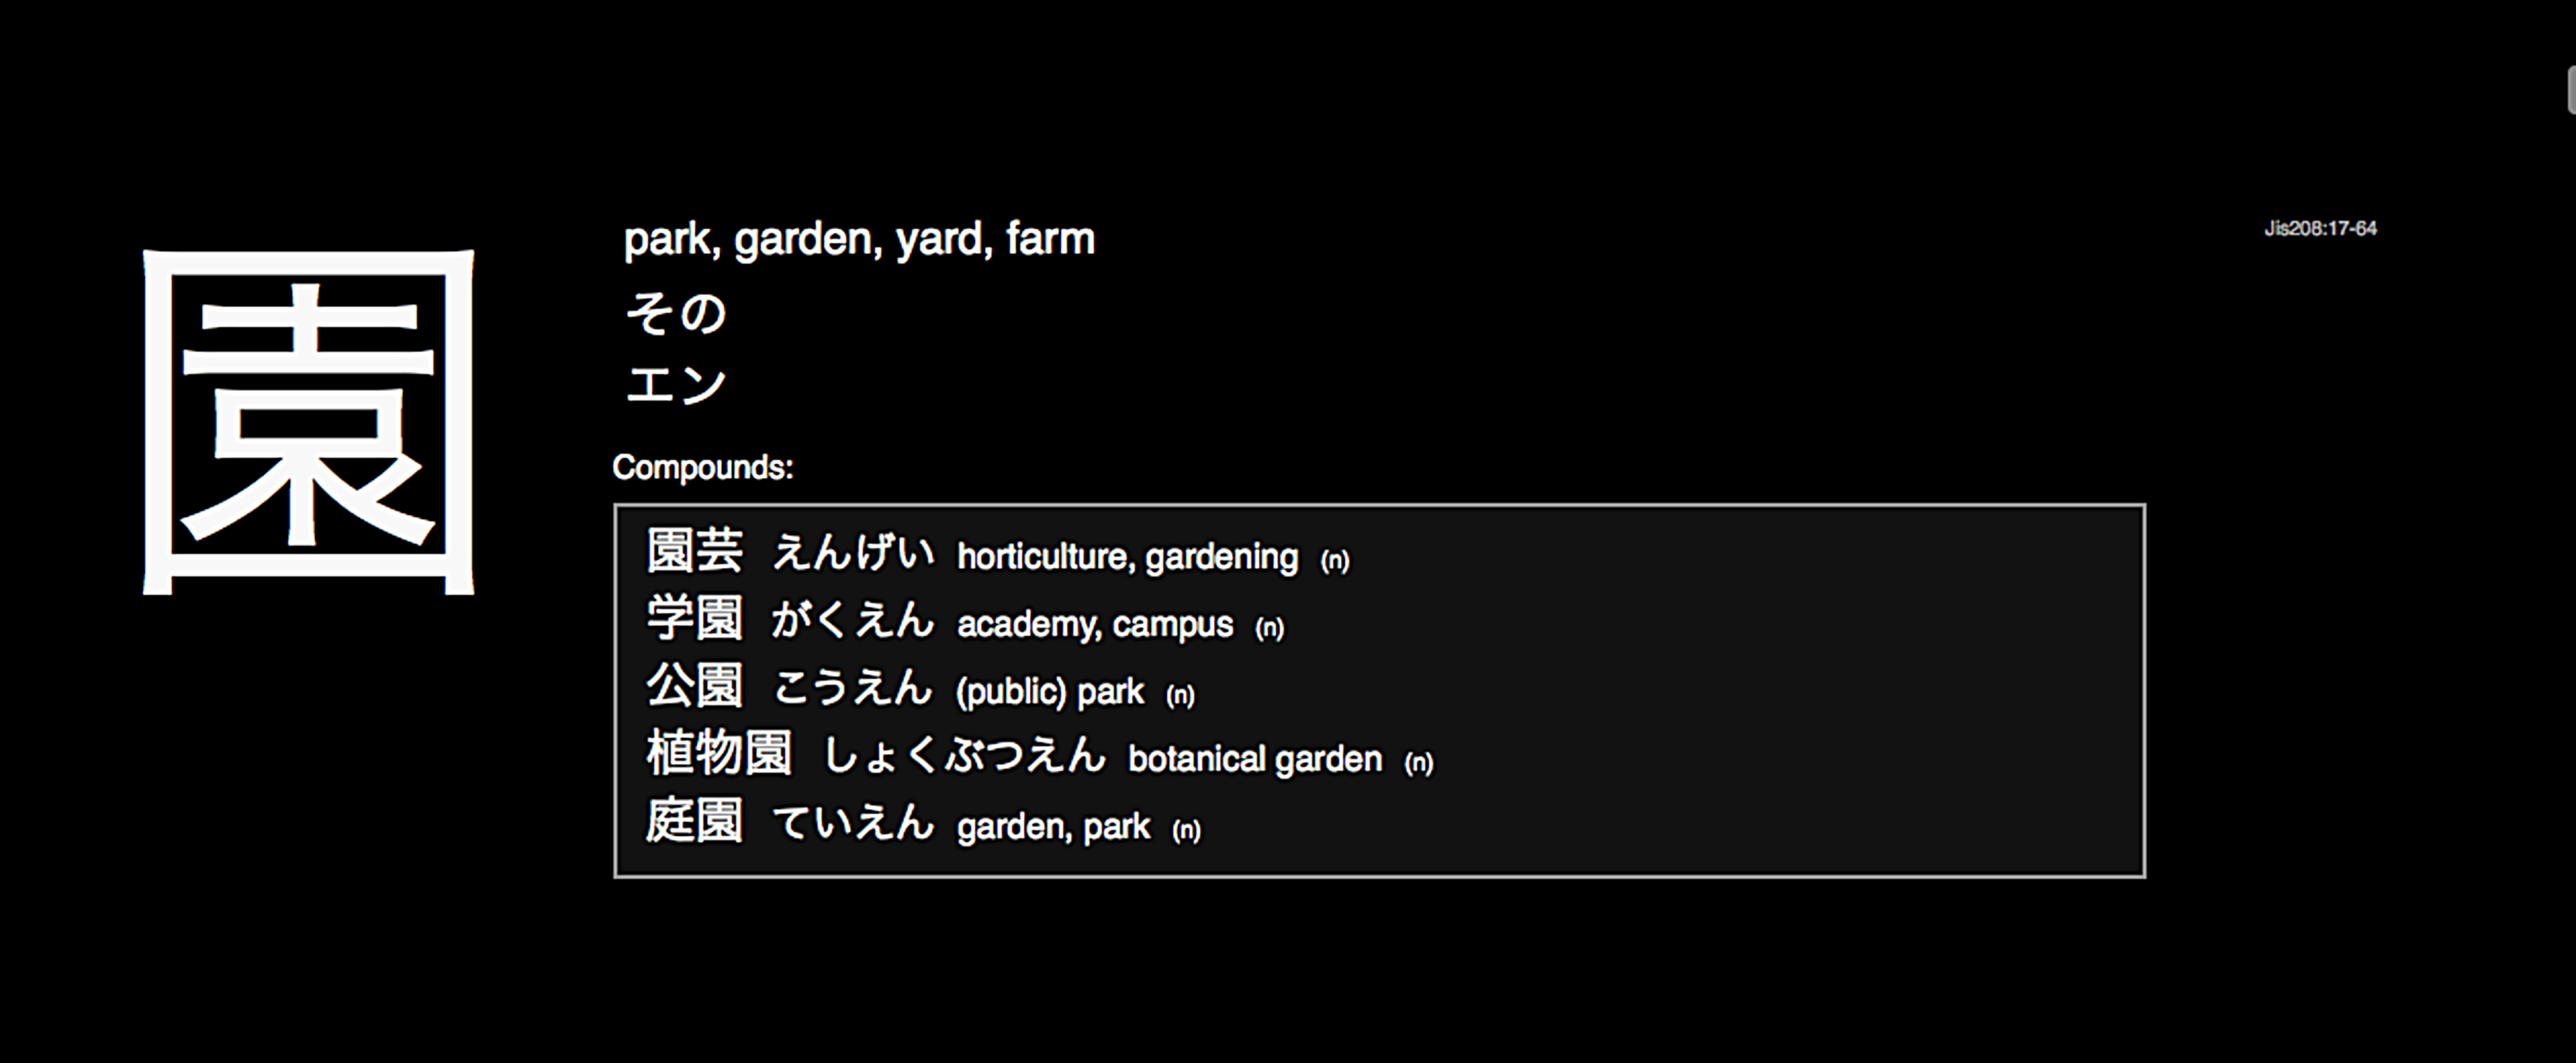 園
park, garden, yard, farm
Jis208:17-64
その
エン
Compounds:
園芸 えんげい horticulture, gardening (n)
学園 がくえん academy, campus (n)
公園 こうえん (public) park (n)
植物園 しょくぶつえん botanical garden (n)
庭園 ていえん garden, park (n)